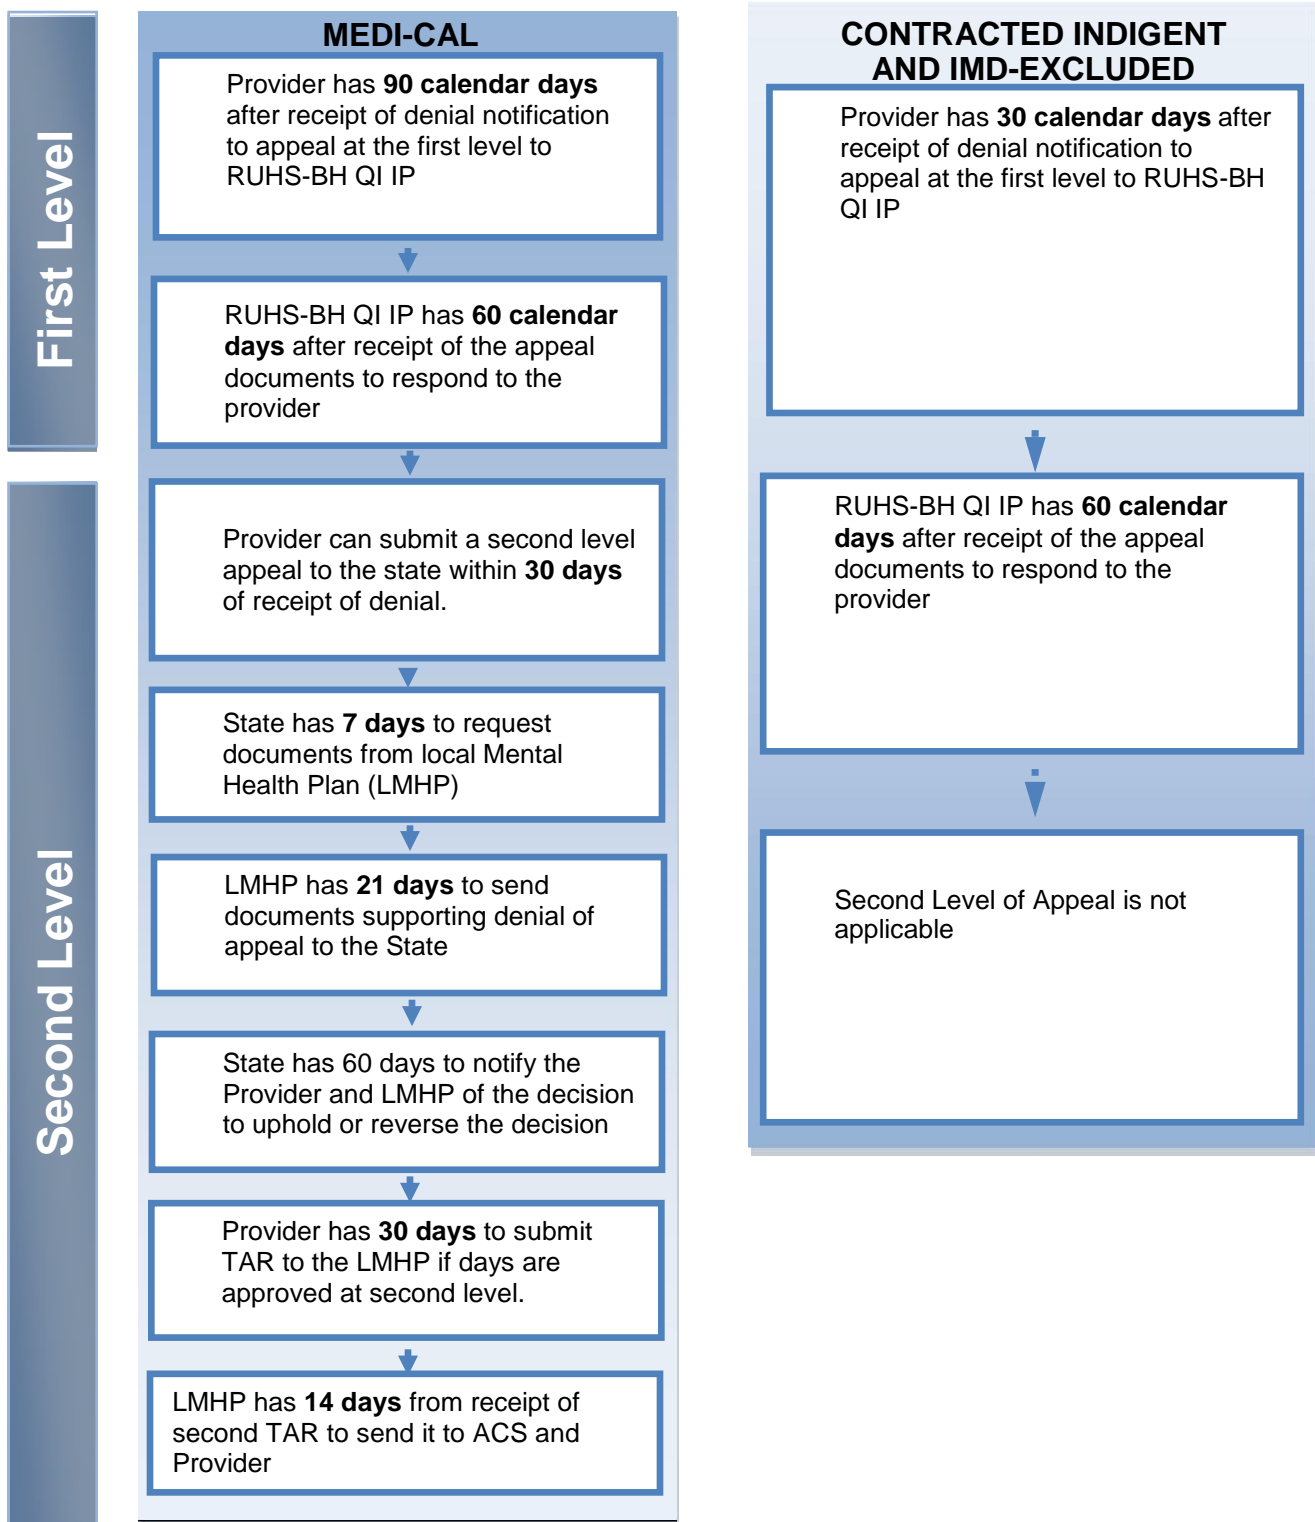 First Level
MEDI-CAL
Provider has 90 calendar days
after receipt of denial notification
to appeal at the first level to
RUHS-BH QI IP
RUHS-BH QI IP has 60 calendar
days after receipt of the appeal
documents to respond to the
provider
Second Level
Provider can submit a second level
appeal to the state within 30 days
of receipt of denial.
State has 7 days to request
documents from local Mental
Health Plan (LMHP)
LMHP has 21 days to send
documents supporting denial of
appeal to the State
State has 60 days to notify the
Provider and LMHP of the decision
to uphold or reverse the decision
Provider has 30 days to submit
TAR to the LMHP if days are
approved at second level.
LMHP has 14 days from receipt of
second TAR to send it to ACS and
Provider
CONTRACTED INDIGENT
AND IMD-EXCLUDED
Provider has 30 calendar days after
receipt of denial notification to
appeal at the first level to RUHS-BH
QI IP
RUHS-BH QI IP has 60 calendar
days after receipt of the appeal
documents to respond to the
provider
Second Level of Appeal is not
applicable